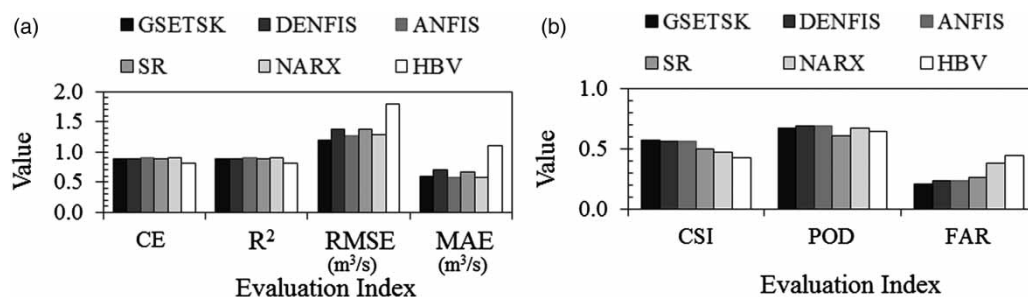 (a)
GSETSK DENFIS ANFIS
SR NARX HBV
Value
2.0
1.5
1.0
0.5
0.0
CE R² RMSE MAE
(m³/s) (m³/s)
Evaluation Index
(b)
GSETSK DENFIS ANFIS
SR NARX HBV
Value
1.0
0.5
0.0
CSI POD FAR
Evaluation Index